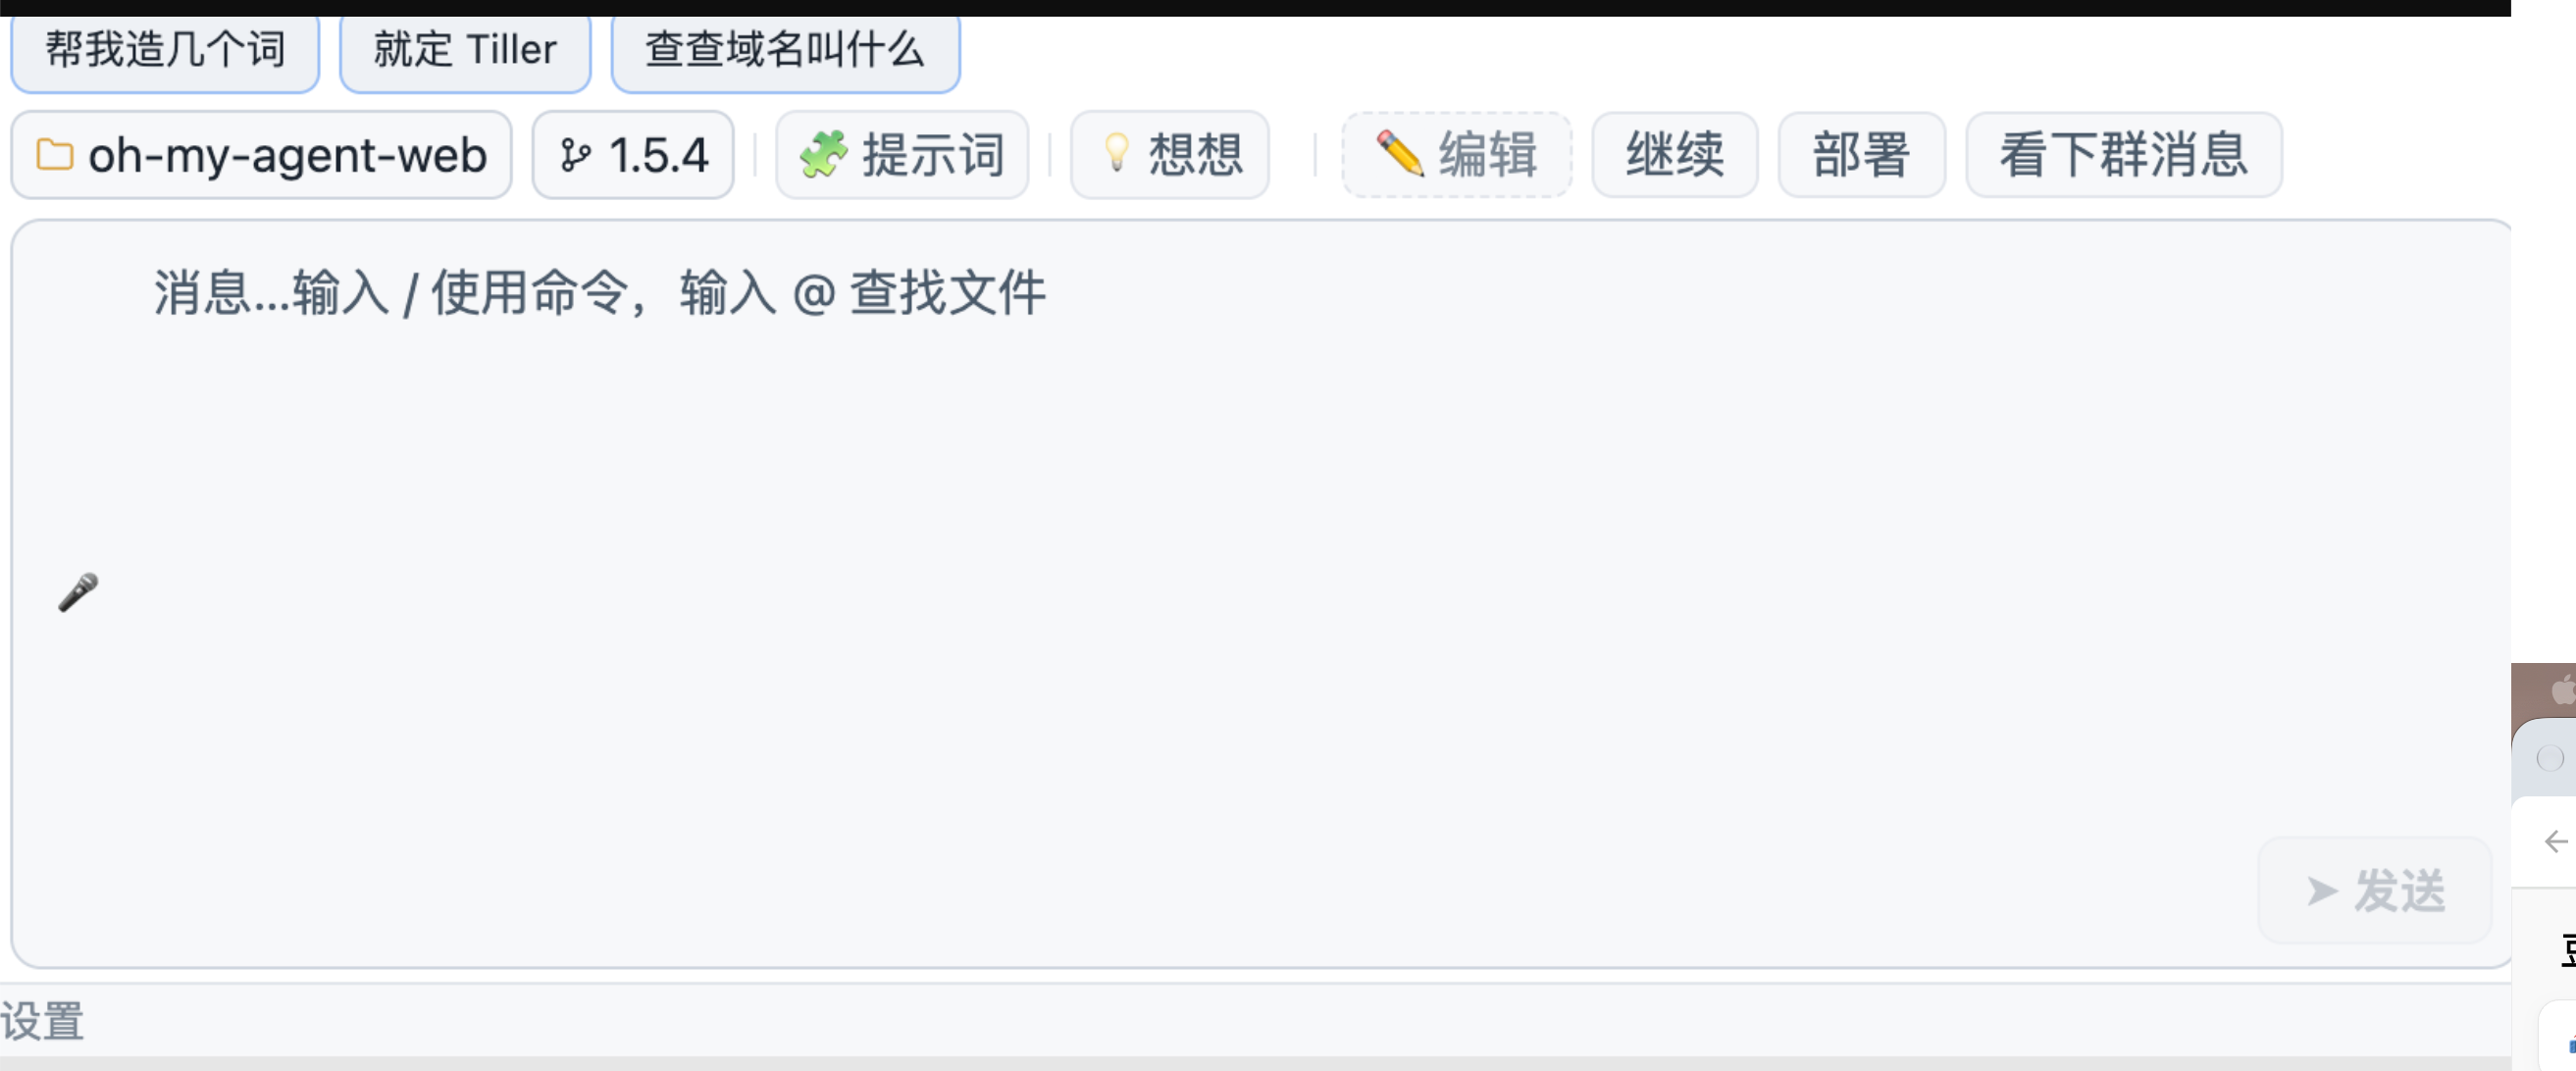 帮我造几个词 就定 Tiller 查查域名叫什么
oh-my-agent-web 1.5.4 提示词 想想 编辑 继续 部署 看下群消息
消息...输入 / 使用命令，输入 @ 查找文件
发送
设置